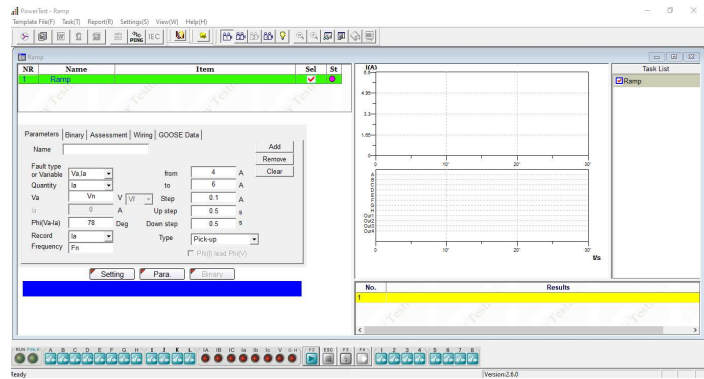 PowerTest - Ramp
Template File(F) Task(T) Report(R) Settings(S) View(W) Help(H)
PENG IEC
Ramp
NR Name Item Sel St
1 Ramp
Parameters Binary Assessment Wiring GOOSE Data
Name
Add
Remove
Clear
Fault type
or Variable Va,Ia from 4 A
Quantity Ia to 6 A
Va Vn V Vf Step 0.1 A
Ia 0 A Up step 0.5 s
Phi(Va-Ia) 78 Deg Down step 0.5 s
Record Ia Type Pick-up
Phi(I) lead Phi(V)
Frequency Fn
Setting Para. Binary
I(A)
6.6
4.95
3.3
1.65
0
0 10' 20' 30'
A
B
C
D
E
F
G
H
Out1
Out2
Out3
Out4
0 10' 20' 30'
t/s
No. Results
1
Task List
Ramp
RUN A B C D E F G H I J K L IA IB IC Ia Ib Ic V O.H F2 ESC F5 1 2 3 4 5 6 7 8
Ready
Version:2.6.0